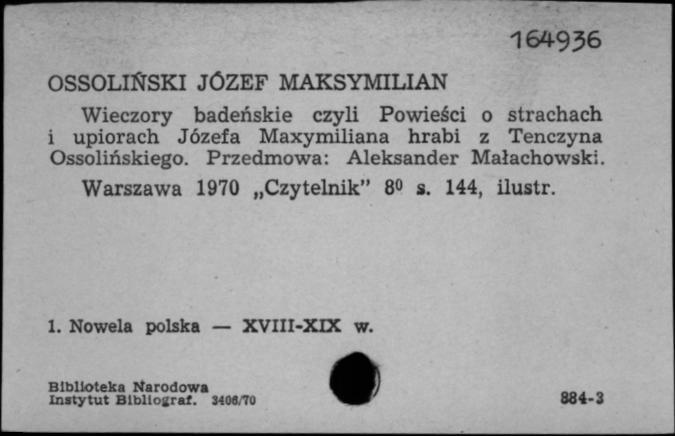 164936
OSSOLIŃSKI JÓZEF MAKSYMILIAN
Wieczory badeńskie czyli Powieści o strachach
i upiorach Józefa Maxymiliana hrabi z Tenczyna
Ossolińskiego. Przedmowa: Aleksander Małachowski.
Warszawa 1970 „Czytelnik” 8⁰ s. 144, ilustr.
1. Nowela polska — XVIII-XIX w.
Biblioteka Narodowa
Instytut Bibliograf. 3406/70
884-3